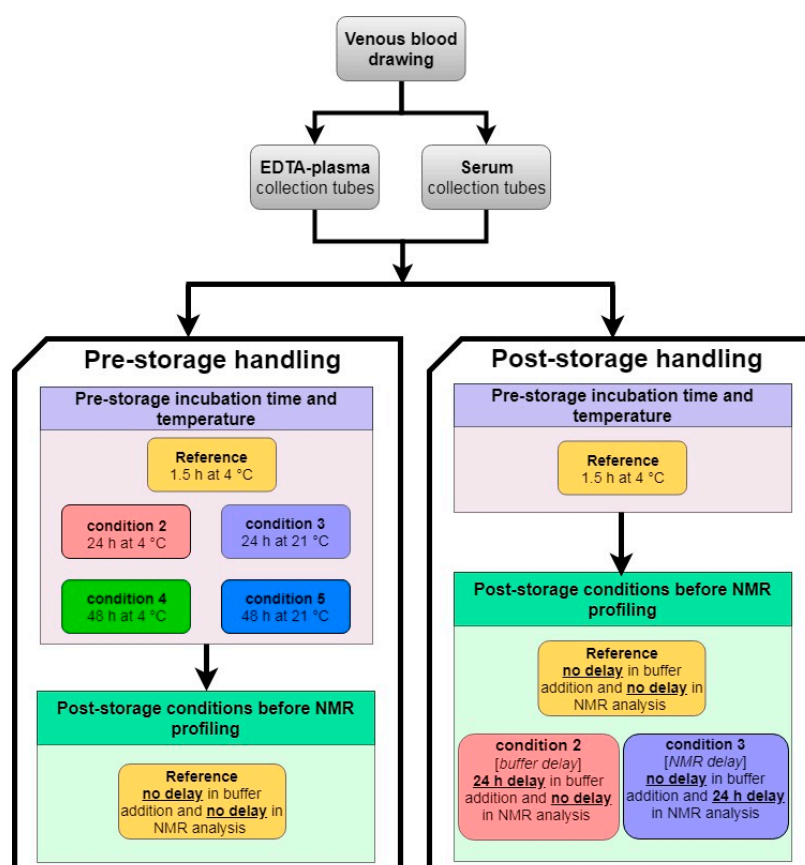 Venous blood
drawing
EDTA-plasma
collection tubes
Serum
collection tubes
Pre-storage handling
Pre-storage incubation time and
temperature
Reference
1.5 h at 4 °C
condition 2
24 h at 4 °C
condition 3
24 h at 21 °C
condition 4
48 h at 4 °C
condition 5
48 h at 21 °C
Post-storage conditions before NMR
profiling
Reference
no delay in buffer
addition and no delay in
NMR analysis
Post-storage handling
Pre-storage incubation time and
temperature
Reference
1.5 h at 4 °C
Post-storage conditions before NMR
profiling
Reference
no delay in buffer
addition and no delay in
NMR analysis
condition 2
[buffer delay]
24 h delay in buffer
addition and no delay
in NMR analysis
condition 3
[NMR delay]
no delay in buffer
addition and 24 h delay
in NMR analysis